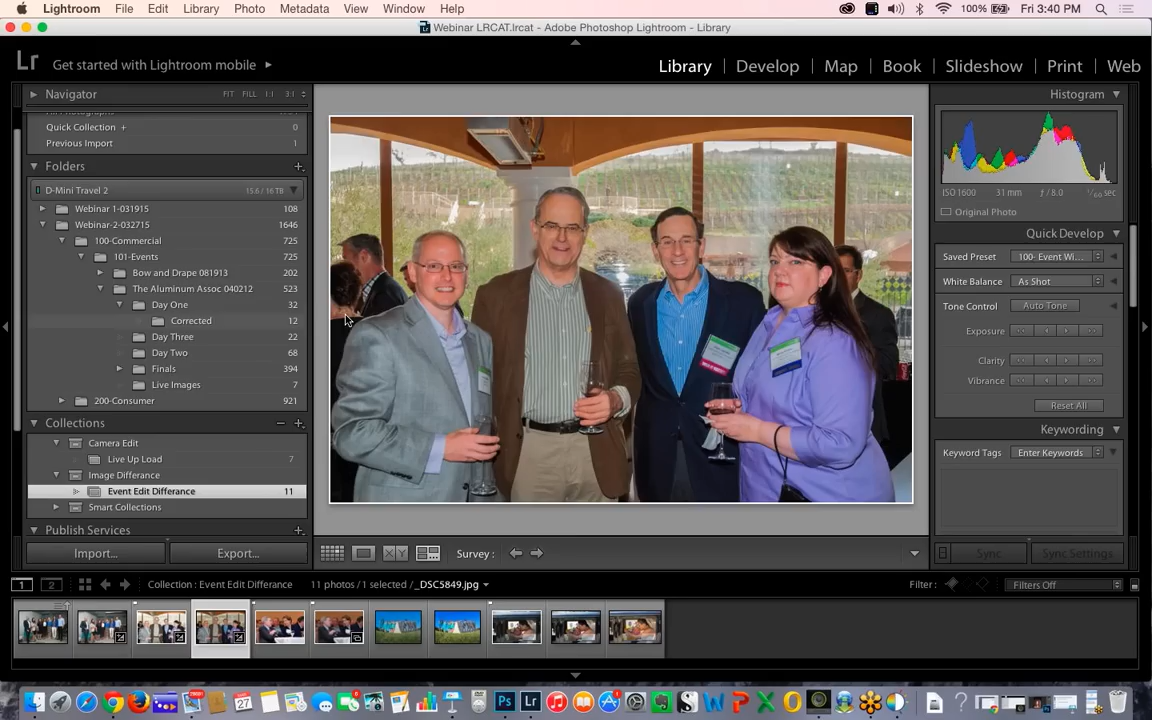 Lightroom File Edit Library Photo Metadata View Window Help 100% Fri 3:40 PM
Webinar LRCAT.lrcat - Adobe Photoshop Lightroom - Library
Lr Get started with Lightroom mobile
Library | Develop | Map | Book | Slideshow | Print | Web
Navigator FIT FILL 1:1 3:1
Quick Collection + 0
Previous Import 1
Folders
D-Mini Travel 2 15.6 / 16 TB
Webinar 1-031915 108
Webinar-2-032715 1646
100-Commercial 725
101-Events 725
Bow and Drape 081913 202
The Aluminum Assoc 040212 523
Day One 32
Corrected 12
Day Three 22
Day Two 68
Finals 394
Live Images 7
200-Consumer 921
Collections
Camera Edit
Live Up Load 7
Image Differance
Event Edit Differance 11
Smart Collections
Publish Services
Import... Export...
Histogram
ISO 1600 31 mm ƒ / 8.0 1/60 sec
Original Photo
Quick Develop
Saved Preset 100- Event Wi...
White Balance As Shot
Tone Control Auto Tone
Exposure
Clarity
Vibrance
Reset All
Keywording
Keyword Tags Enter Keywords
Sync Sync Settings
XY Survey :
1 2 Collection : Event Edit Differance 11 photos / 1 selected / _DSC5849.jpg Filter : Filters Off